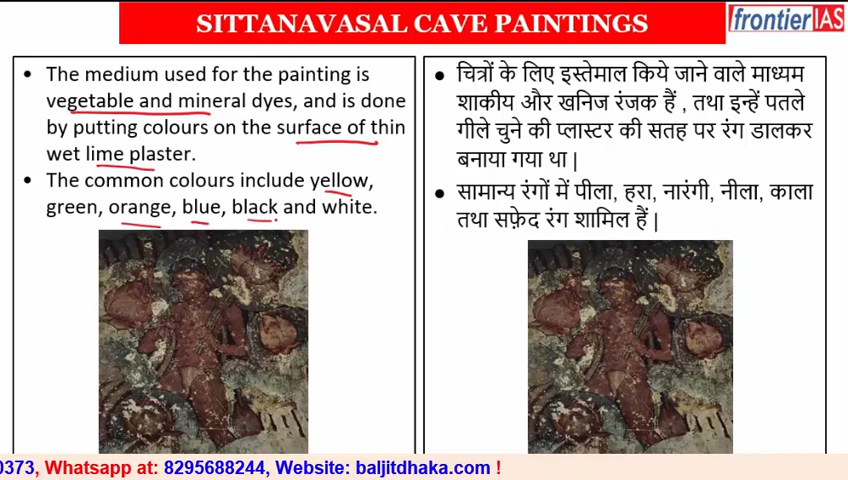 SITTANAVASAL CAVE PAINTINGS
frontierIAS
• The medium used for the painting is
vegetable and mineral dyes, and is done
by putting colours on the surface of thin
wet lime plaster.
• The common colours include yellow,
green, orange, blue, black and white.
• चित्रों के लिए इस्तेमाल किये जाने वाले माध्यम
शाकीय और खनिज रंजक हैं , तथा इन्हें पतले
गीले चुने की प्लास्टर की सतह पर रंग डालकर
बनाया गया था |
• सामान्य रंगों में पीला, हरा, नारंगी, नीला, काला
तथा सफ़ेद रंग शामिल हैं |
0373, Whatsapp at: 8295688244, Website: baljitdhaka.com !